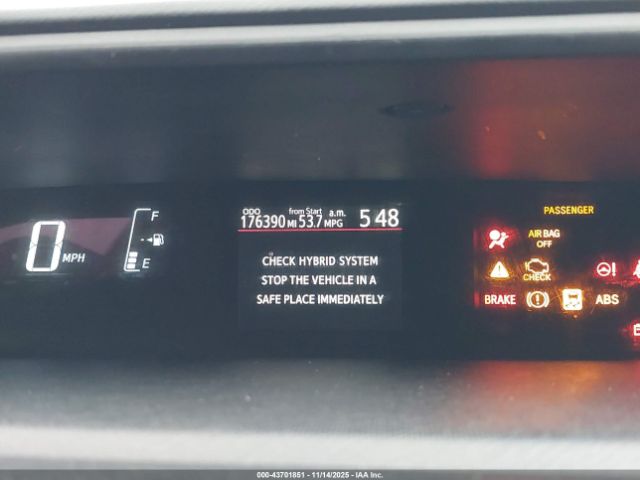 ODO from Start a.m.
176390 MI 53.7 MPG 5 48
PASSENGER
F
AIR BAG
OFF
0 MPH
CHECK HYBRID SYSTEM
E
STOP THE VEHICLE IN A
CHECK
SAFE PLACE IMMEDIATELY
BRAKE
ABS
000-43701851 - 11/14/2025 - IAA Inc.